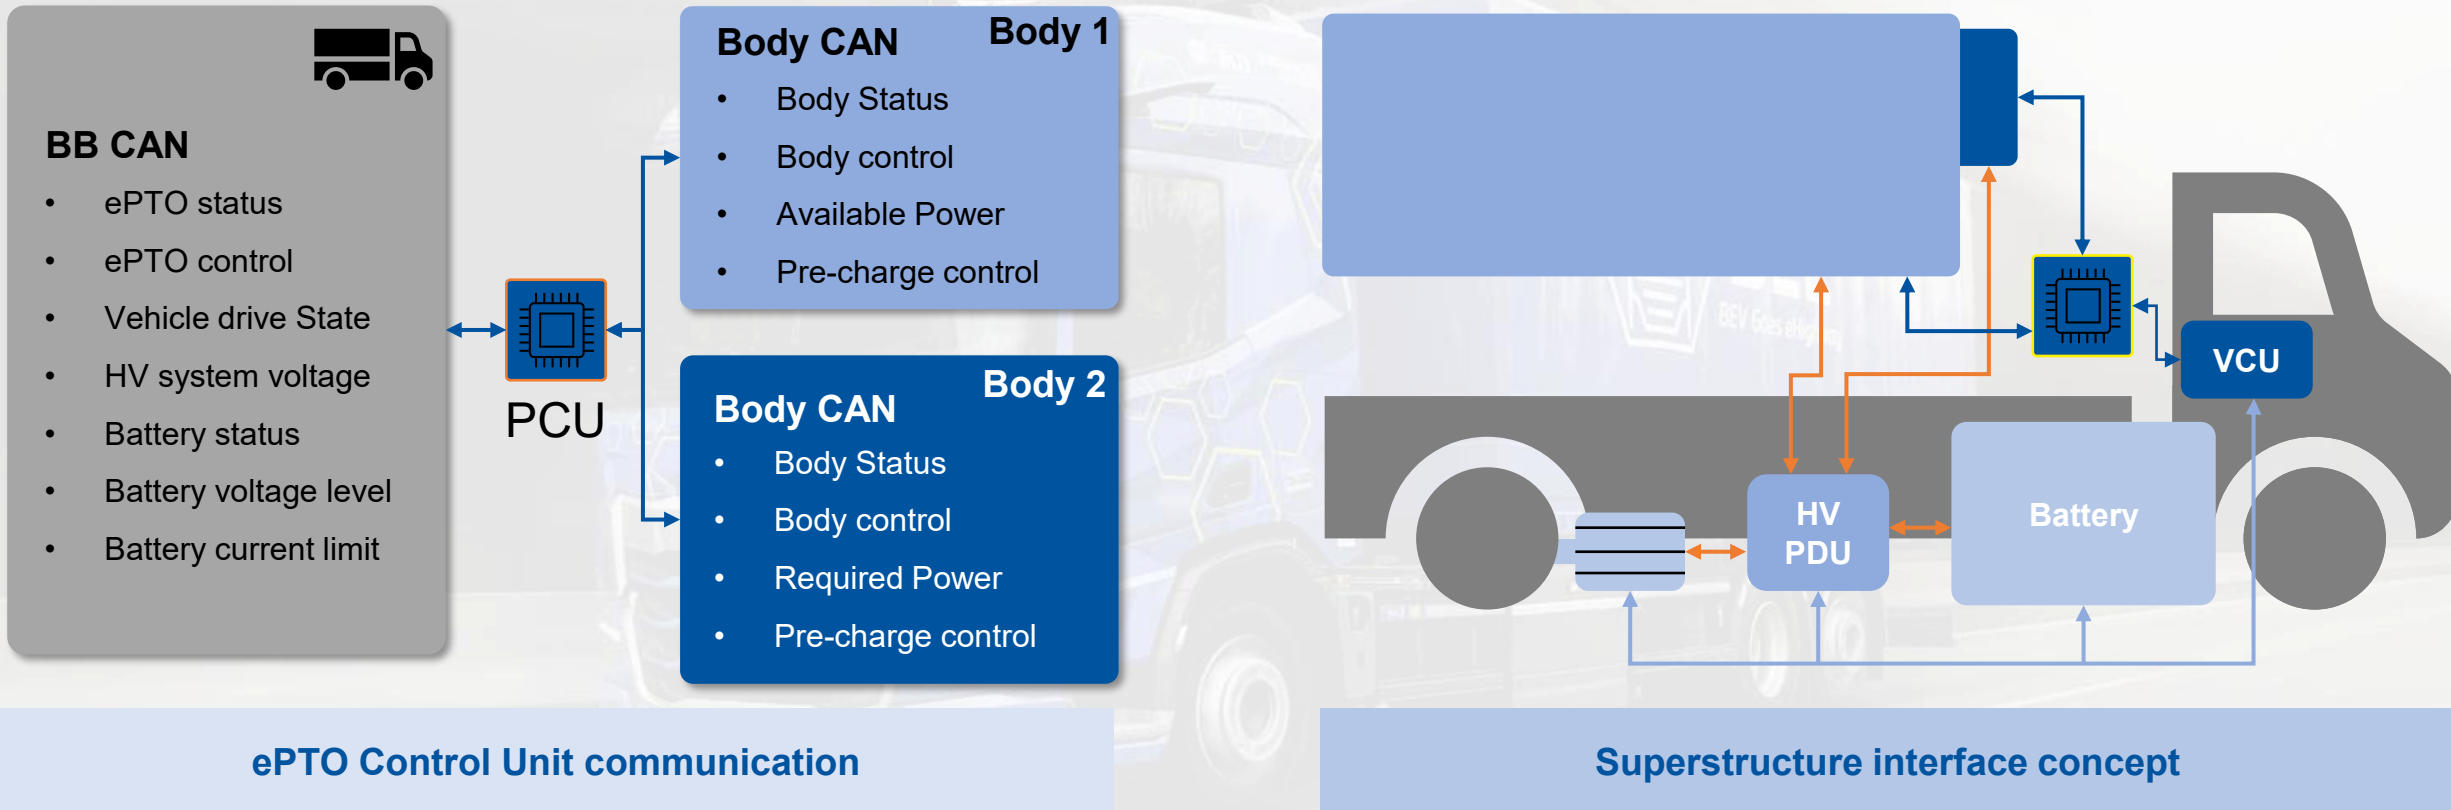 BB CAN
• ePTO status
• ePTO control
• Vehicle drive State
• HV system voltage
• Battery status
• Battery voltage level
• Battery current limit
PCU
Body 1
Body CAN
• Body Status
• Body control
• Available Power
• Pre-charge control
Body 2
Body CAN
• Body Status
• Body control
• Required Power
• Pre-charge control
ePTO Control Unit communication
BEV Goes eHighway
VCU
HV
PDU
Battery
Superstructure interface concept